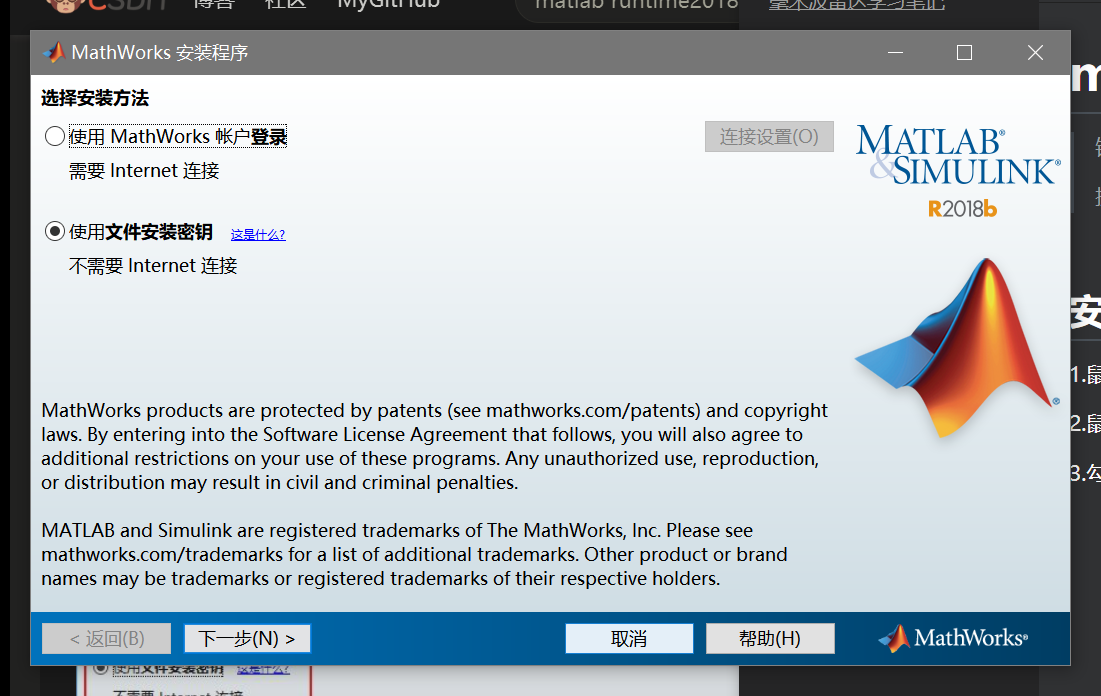 CSDN 博客 社区 MyGitHub matlab runtime2018 毫米波雷达学习笔记
MathWorks 安装程序
选择安装方法
使用 MathWorks 帐户登录
连接设置(O)
需要 Internet 连接
使用文件安装密钥 这是什么?
不需要 Internet 连接
MATLAB®
&SIMULINK®
R2018b
®
MathWorks products are protected by patents (see mathworks.com/patents) and copyright
laws. By entering into the Software License Agreement that follows, you will also agree to
additional restrictions on your use of these programs. Any unauthorized use, reproduction,
or distribution may result in civil and criminal penalties.
MATLAB and Simulink are registered trademarks of The MathWorks, Inc. Please see
mathworks.com/trademarks for a list of additional trademarks. Other product or brand
names may be trademarks or registered trademarks of their respective holders.
< 返回(B) 下一步(N) > 取消 帮助(H) MathWorks®
m
安
1.鼠
2.鼠
3.勾
使用文件安装密钥 这是什么?
不需要 Internet 连接